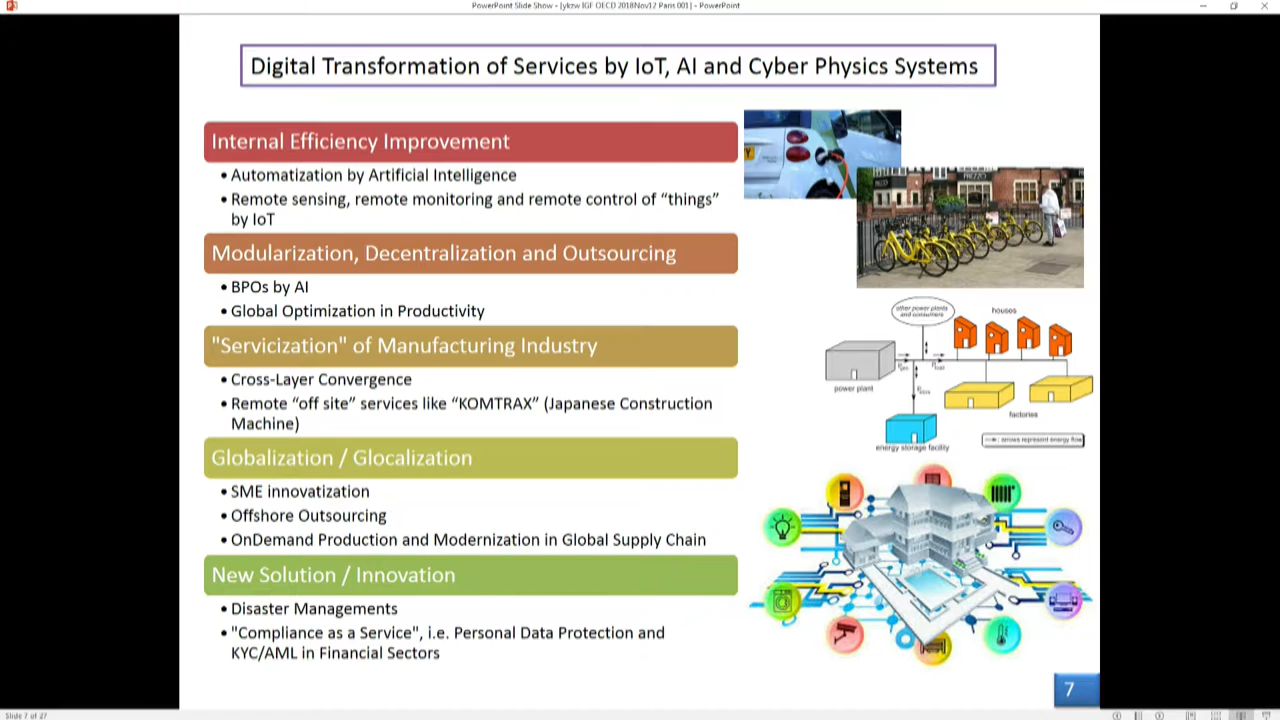 PowerPoint Slide Show - [ykzw IGF OECD 2018Nov12 Paris 001] - PowerPoint
Digital Transformation of Services by IoT, AI and Cyber Physics Systems
Internal Efficiency Improvement
• Automatization by Artificial Intelligence
• Remote sensing, remote monitoring and remote control of “things”
by IoT
Modularization, Decentralization and Outsourcing
• BPOs by AI
• Global Optimization in Productivity
"Servicization" of Manufacturing Industry
• Cross-Layer Convergence
• Remote “off site” services like “KOMTRAX” (Japanese Construction
Machine)
Globalization / Glocalization
• SME innovatization
• Offshore Outsourcing
• OnDemand Production and Modernization in Global Supply Chain
New Solution / Innovation
• Disaster Managements
• "Compliance as a Service", i.e. Personal Data Protection and
KYC/AML in Financial Sectors
PREZZO
other power plants
and consumers
houses
power plant
factories
energy storage facility
: arrows represent energy flow
7
Slide 7 of 27